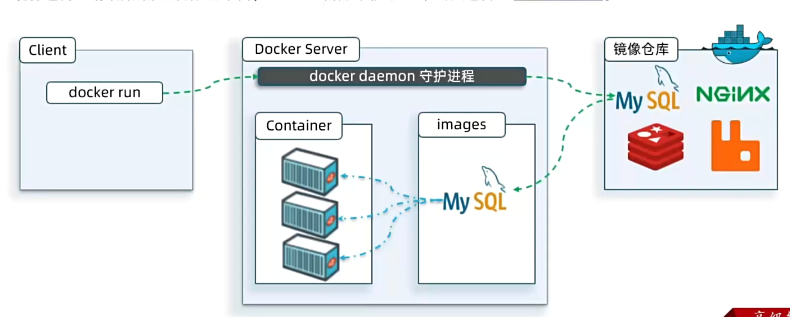 Client
docker run
Docker Server
docker daemon 守护进程
Container
images
MySQL
镜像仓库
MySQL
NGINX